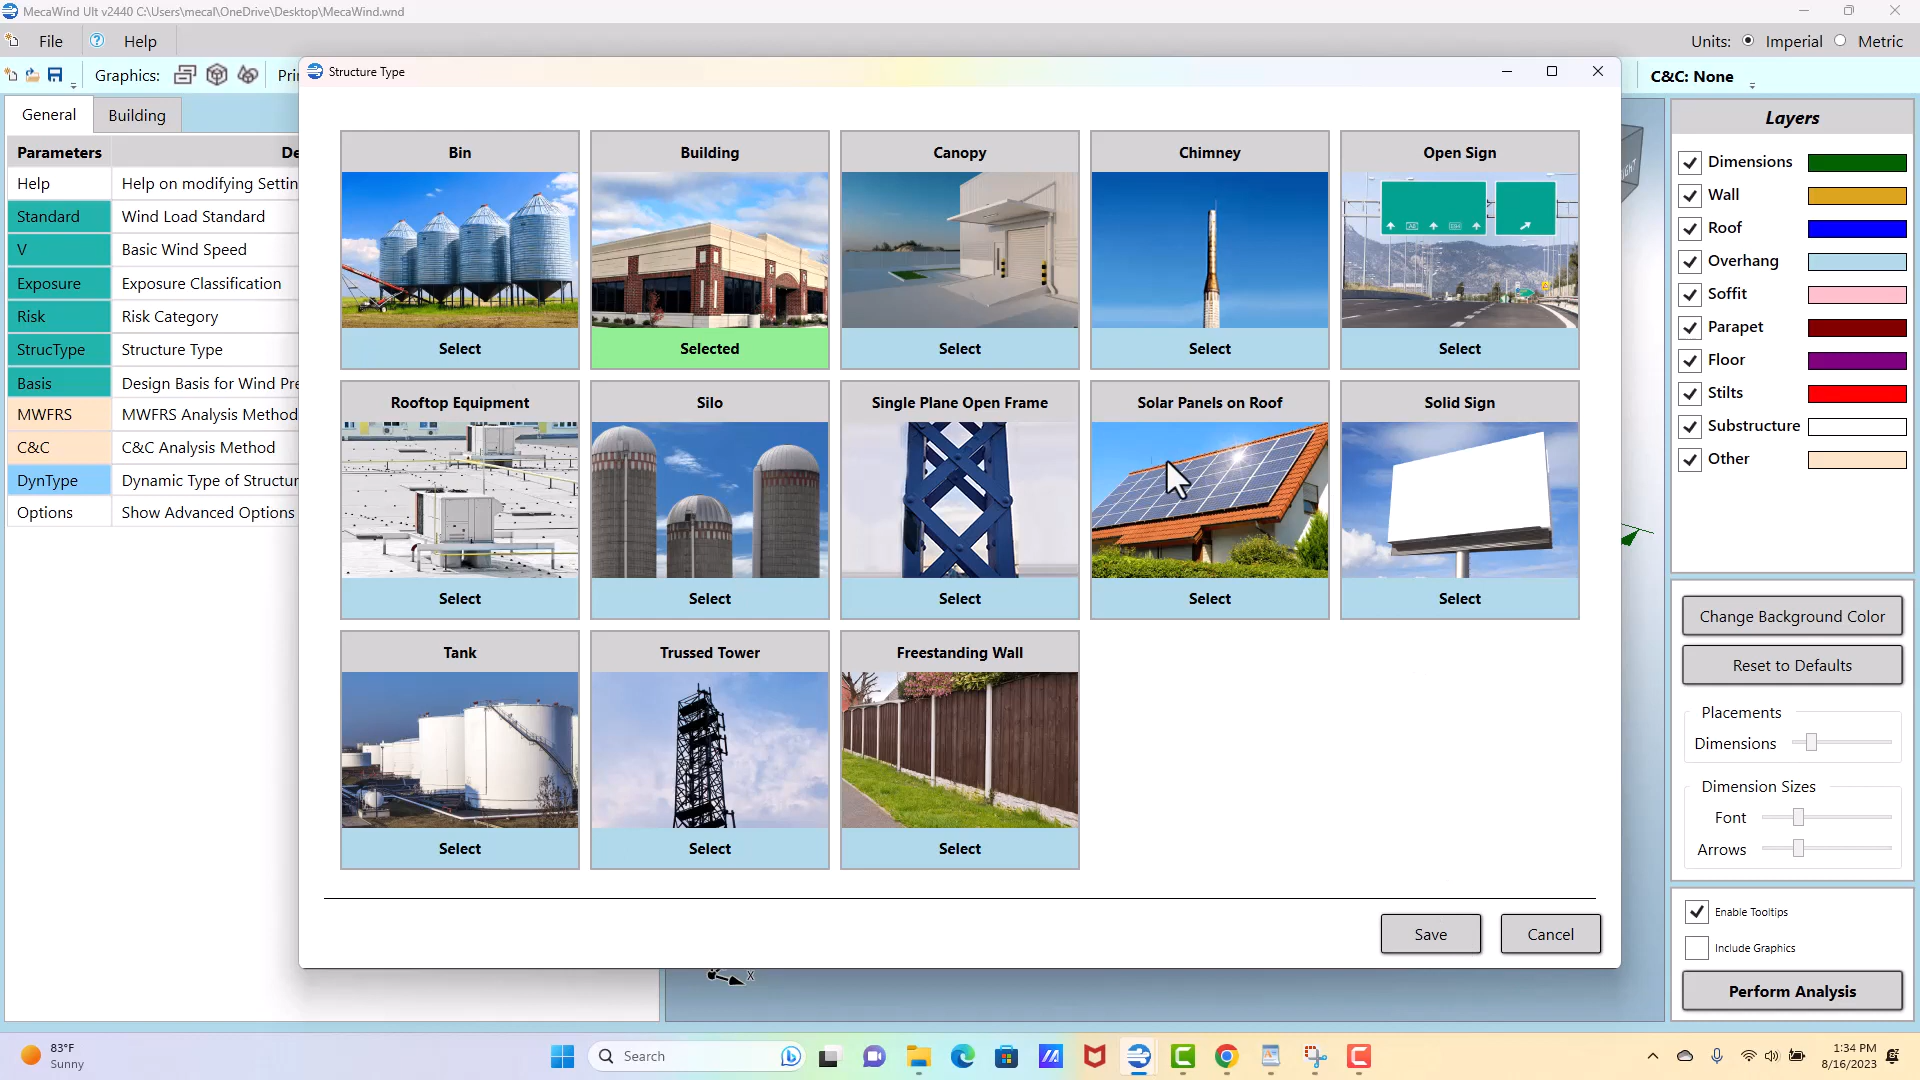 MecaWind Ult v2440 C:\Users\mecal\OneDrive\Desktop\MecaWind.wnd
File
Help
Units:
Imperial
Metric
Graphics:
C&C: None
Structure Type
General
Building
Parameters
Help
Help on modifying Settin
Standard
Wind Load Standard
V
Basic Wind Speed
Exposure
Exposure Classification
Risk
Risk Category
StrucType
Structure Type
Basis
Design Basis for Wind Pre
MWFRS
MWFRS Analysis Method
C&C
C&C Analysis Method
DynType
Dynamic Type of Structur
Options
Show Advanced Options
Bin
Building
Canopy
Chimney
Open Sign
Select
Selected
Select
Select
Select
Rooftop Equipment
Silo
Single Plane Open Frame
Solar Panels on Roof
Solid Sign
Select
Select
Select
Select
Select
Tank
Trussed Tower
Freestanding Wall
Select
Select
Select
Save
Cancel
X
Layers
Dimensions
Wall
Roof
Overhang
Soffit
Parapet
Floor
Stilts
Substructure
Other
Change Background Color
Reset to Defaults
Placements
Dimensions
Dimension Sizes
Font
Arrows
Enable Tooltips
Include Graphics
Perform Analysis
83°F
Sunny
Search
1:34 PM
8/16/2023